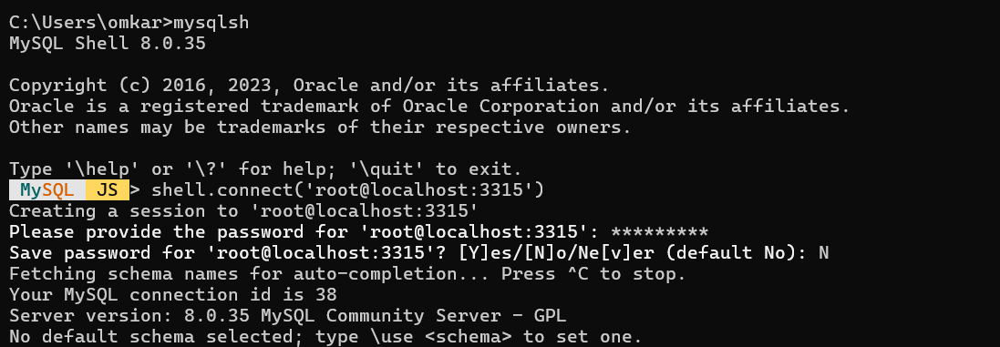 C:\Users\omkar>mysqlsh
MySQL Shell 8.0.35
Copyright (c) 2016, 2023, Oracle and/or its affiliates.
Oracle is a registered trademark of Oracle Corporation and/or its affiliates.
Other names may be trademarks of their respective owners.
Type '\help' or '\?' for help; '\quit' to exit.
MySQL JS > shell.connect('root@localhost:3315')
Creating a session to 'root@localhost:3315'
Please provide the password for 'root@localhost:3315': *********
Save password for 'root@localhost:3315'? [Y]es/[N]o/Ne[v]er (default No): N
Fetching schema names for auto-completion... Press ^C to stop.
Your MySQL connection id is 38
Server version: 8.0.35 MySQL Community Server - GPL
No default schema selected; type \use <schema> to set one.